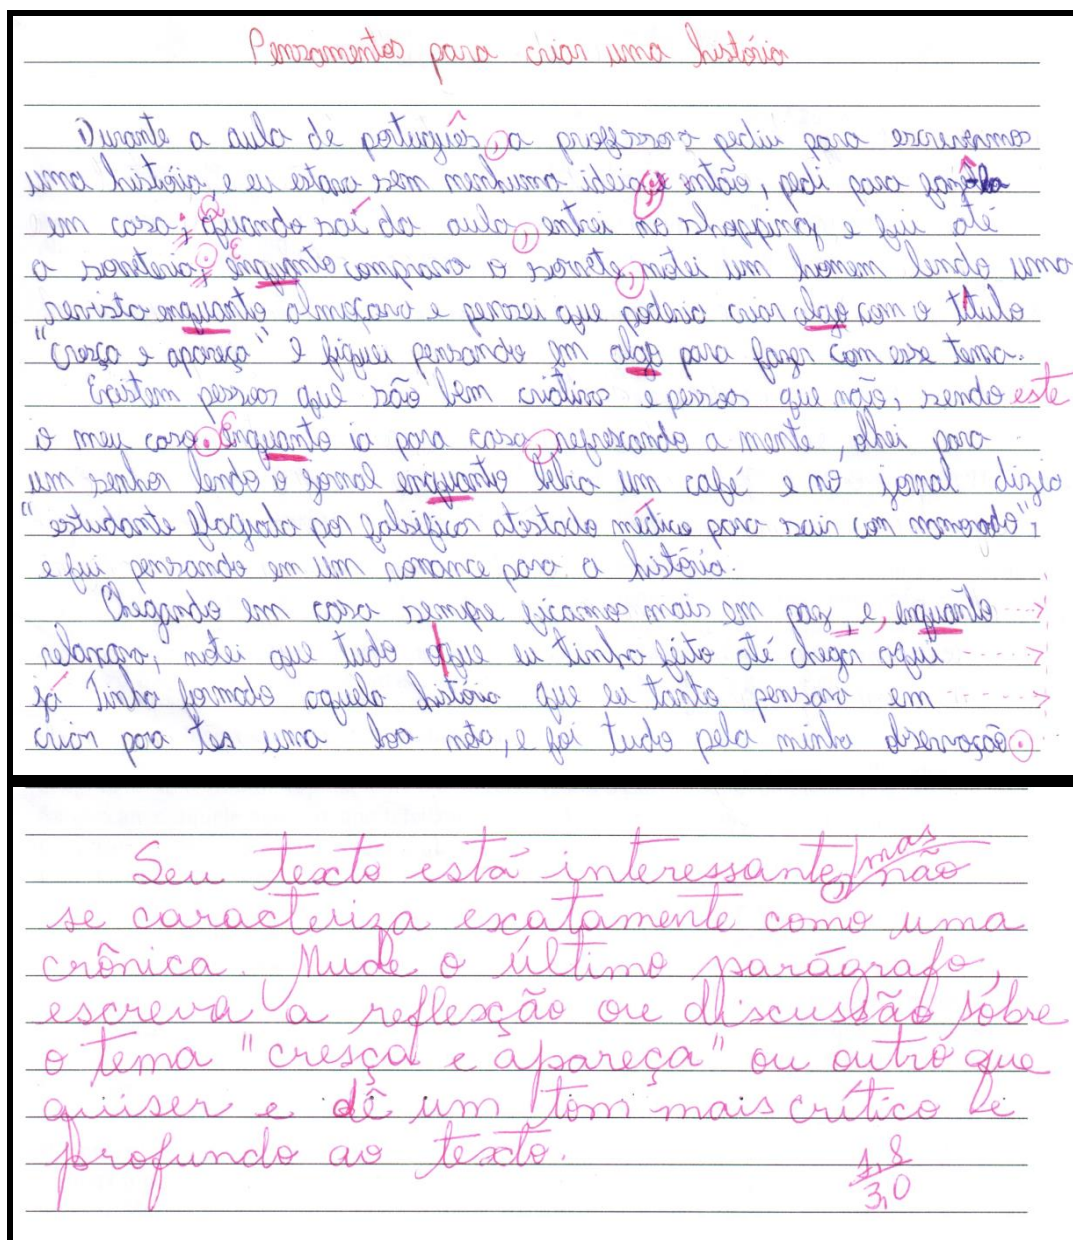 Pensamentos para criar uma história
Durante a aula de português, a professora pediu para escrevermos
uma história, e eu estava sem nenhuma ideia e então, pedi para fazê-la
em casa; Quando saí da aula, entrei no shopping e fui até
a sorveteria. Enquanto comprava o sorvete, notei um homem lendo uma
revista enquanto almoçava e pensei que poderia criar algo com o título
"cresça e apareça" e fiquei pensando em algo para fazer com esse tema.
Existem pessoas que são bem criativas e pessoas que não, sendo este
o meu caso. Enquanto ia para casa, refrescando a mente, olhei para
um senhor lendo o jornal enquanto bebia um café e no jornal dizia
"estudante flagrada por falsificar atestado médico para sair com namorado",
e fui pensando em um romance para a história.
Chegando em casa sempre ficamos mais em paz, e, enquanto
relaxava, notei que tudo que eu tinha feito até chegar aqui
já tinha formado aquela história que eu tanto pensava em
criar para ter uma boa nota, e foi tudo pela minha observação.
Seu texto está interessante, mas não
se caracteriza exatamente como uma
crônica. Mude o último parágrafo,
escreva a reflexão ou discussão sobre
o tema "cresça e apareça" ou outro que
quiser e dê um tom mais crítico e
profundo ao texto.
1,8
3,0